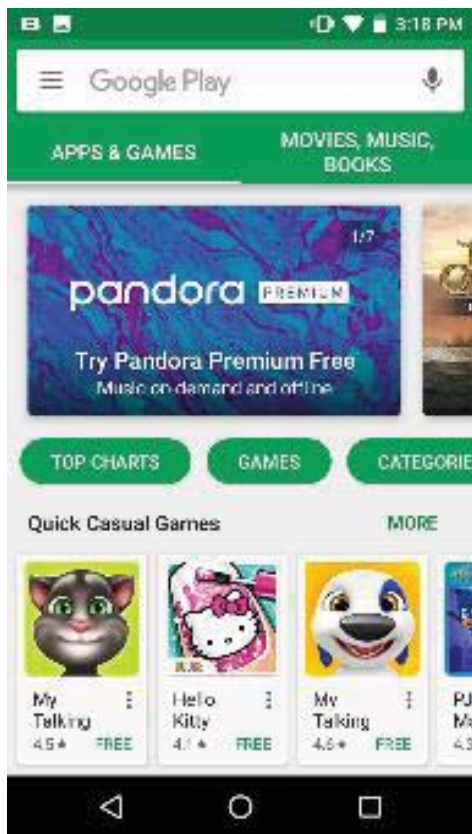 3:18 PM
Google Play
APPS & GAMES
MOVIES, MUSIC,
BOOKS
1/7
pandora PREMIUM
Try Pandora Premium Free
Music on-demand and offline
TOP CHARTS
GAMES
CATEGORIE
Quick Casual Games
MORE
My
Talking
4.5★ FREE
Hello
Kitty
4.1★ FREE
My
Talking
4.6★ FREE
PJ
4.3